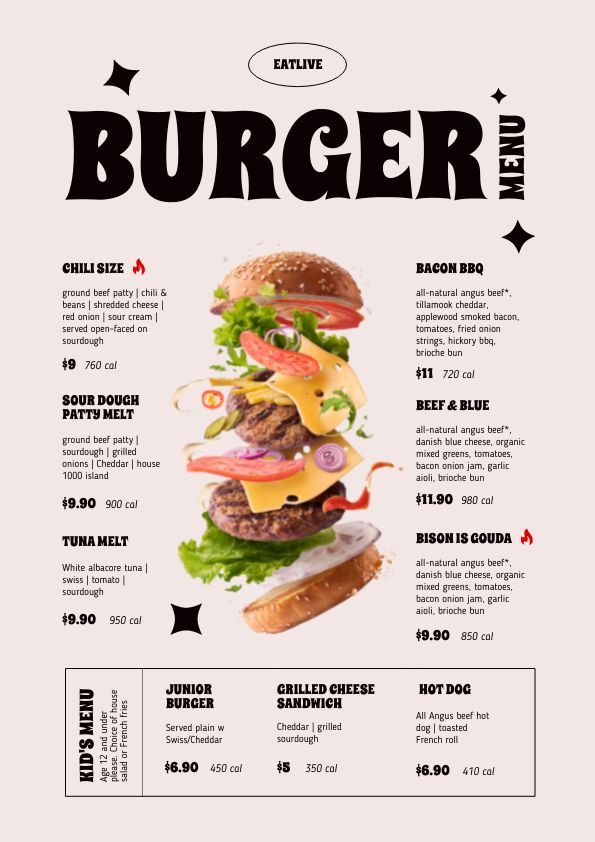 EATLIVE
BURGER
MENU
CHILI SIZE
ground beef patty | chili &
beans | shredded cheese |
red onion | sour cream |
served open-faced on
sourdough
$9 760 cal
SOUR DOUGH
PATTY MELT
ground beef patty |
sourdough | grilled
onions | Cheddar | house
1000 island
$9.90 900 cal
TUNA MELT
White albacore tuna |
swiss | tomato |
sourdough
$9.90 950 cal
BACON BBQ
all-natural angus beef*,
tillamook cheddar,
applewood smoked bacon,
tomatoes, fried onion
strings, hickory bbq,
brioche bun
$11 720 cal
BEEF & BLUE
all-natural angus beef*,
danish blue cheese, organic
mixed greens, tomatoes,
bacon onion jam, garlic
aioli, brioche bun
$11.90 980 cal
BISON IS GOUDA
all-natural angus beef*,
danish blue cheese, organic
mixed greens, tomatoes,
bacon onion jam, garlic
aioli, brioche bun
$9.90 850 cal
KID'S MENU
Age 12 and under
please. Choice of house
salad or French fries
JUNIOR
BURGER
Served plain w
Swiss/Cheddar
$6.90 450 cal
GRILLED CHEESE
SANDWICH
Cheddar | grilled
sourdough
$5 350 cal
HOT DOG
All Angus beef hot
dog | toasted
French roll
$6.90 410 cal